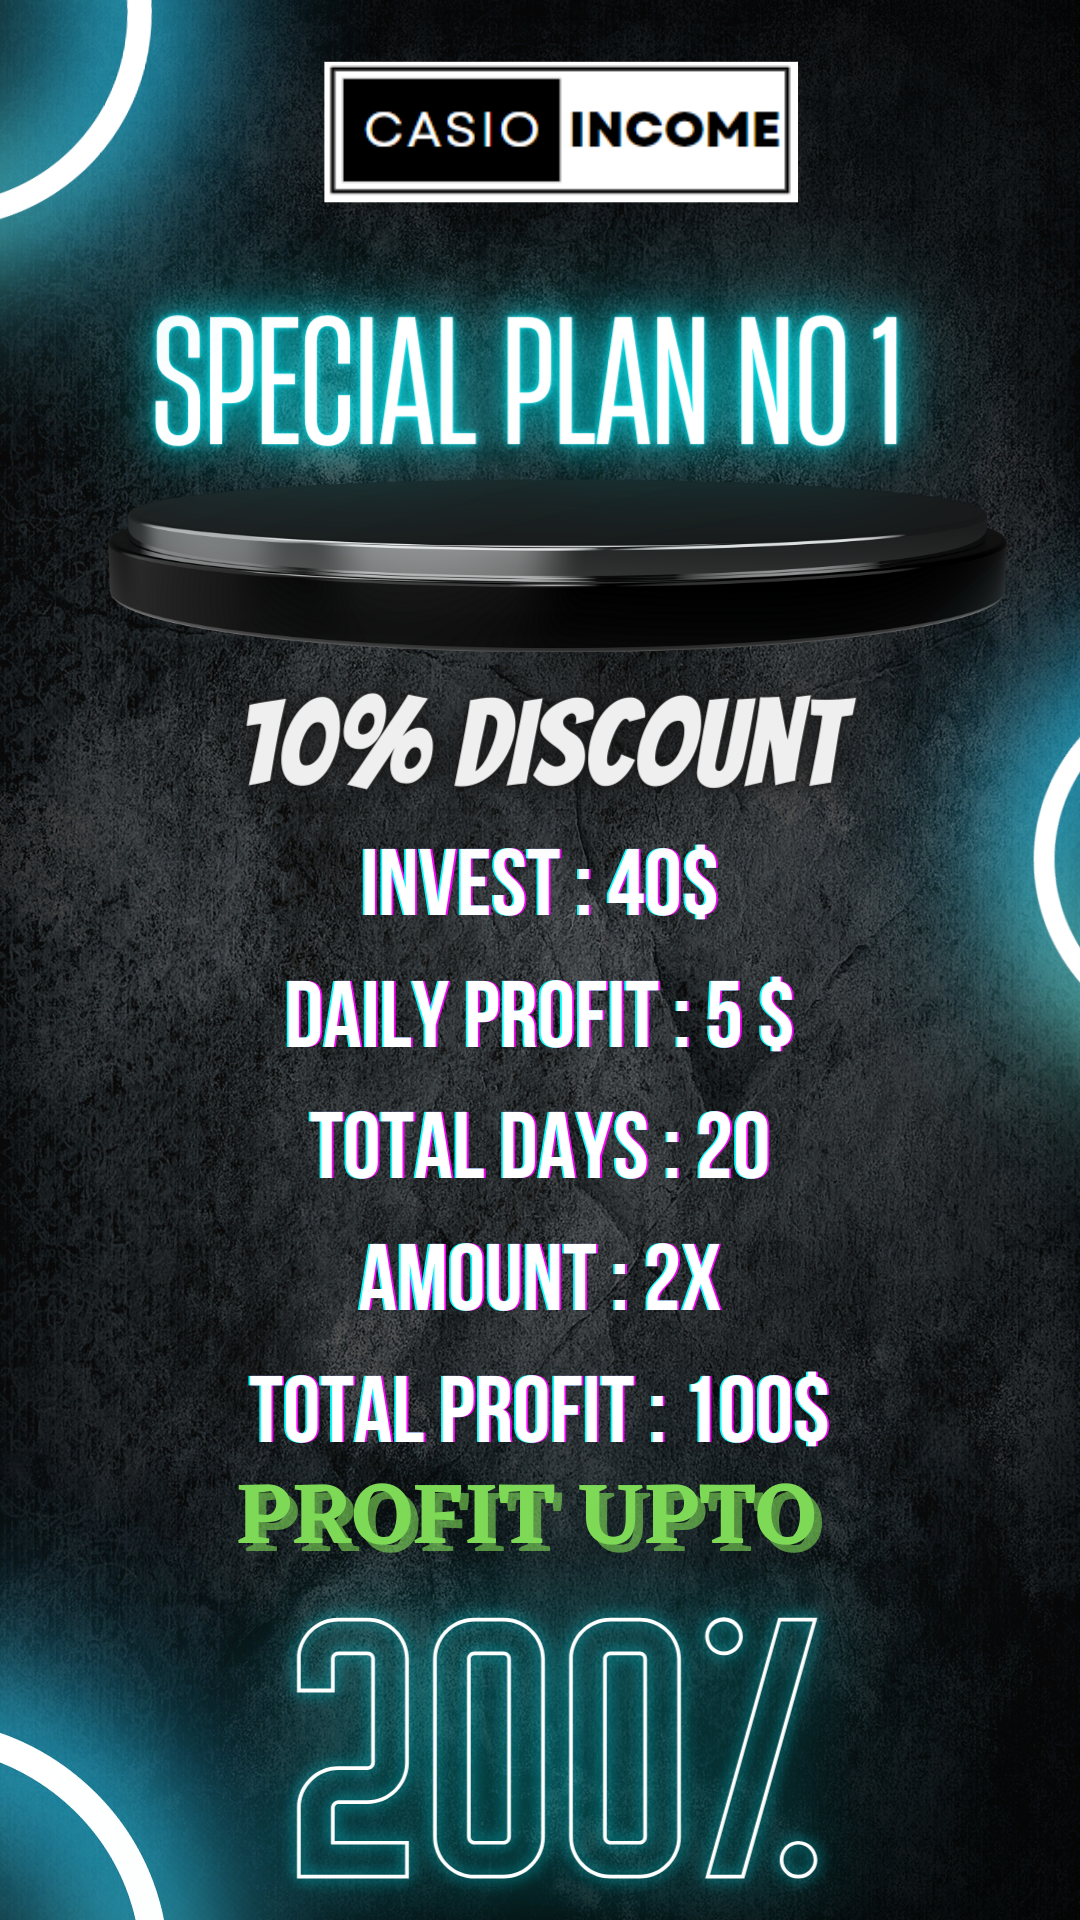 CASIO INCOME
SPECIAL PLAN NO 1
10% DISCOUNT
INVEST : 40$
DAILY PROFIT : 5 $
TOTAL DAYS : 20
AMOUNT : 2X
TOTAL PROFIT : 100$
PROFIT UPTO
200%